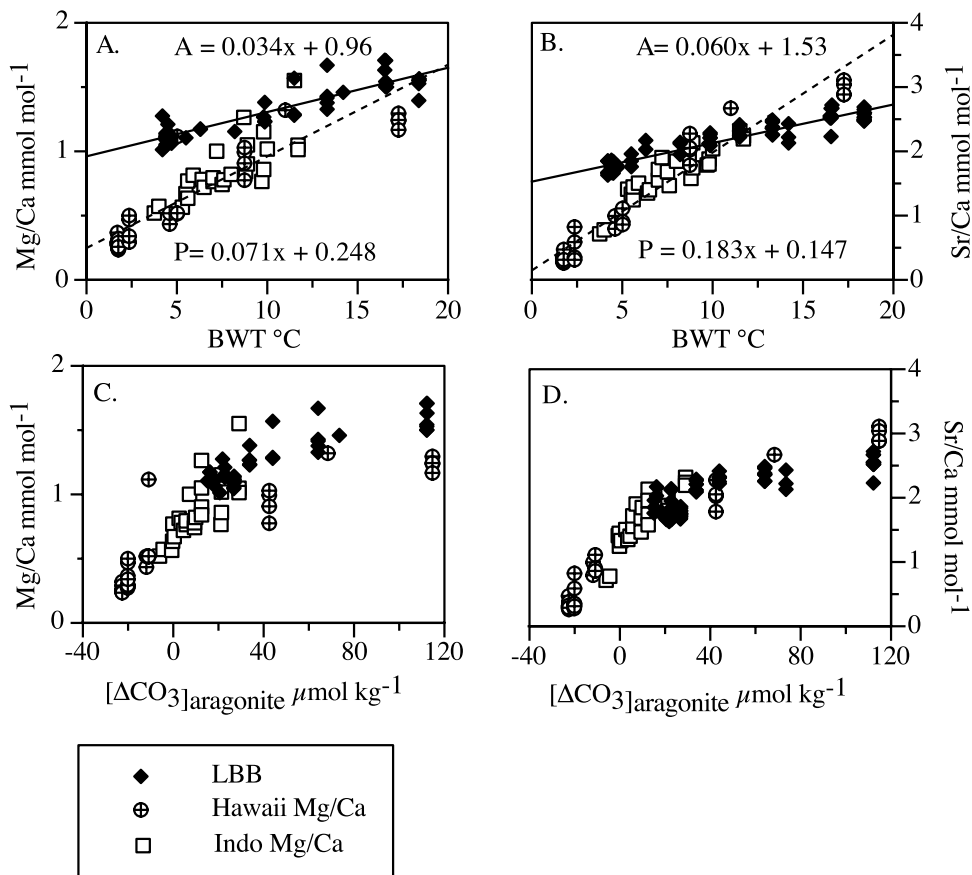 2
A.
A = 0.034x + 0.96
Mg/Ca mmol mol-1
1
P= 0.071x + 0.248
0
0 5 10 15 20
BWT °C
4
B.
A= 0.060x + 1.53
3
Sr/Ca mmol mol-1
2
1
P= 0.183x + 0.147
0
0 5 10 15 20
BWT °C
2
C.
Mg/Ca mmol mol-1
1
0
-40 0 40 80 120
[ΔCO3]aragonite µmol kg-1
4
D.
3
Sr/Ca mmol mol-1
2
1
0
-40 0 40 80 120
[ΔCO3]aragonite µmol kg-1
LBB
Hawaii Mg/Ca
Indo Mg/Ca